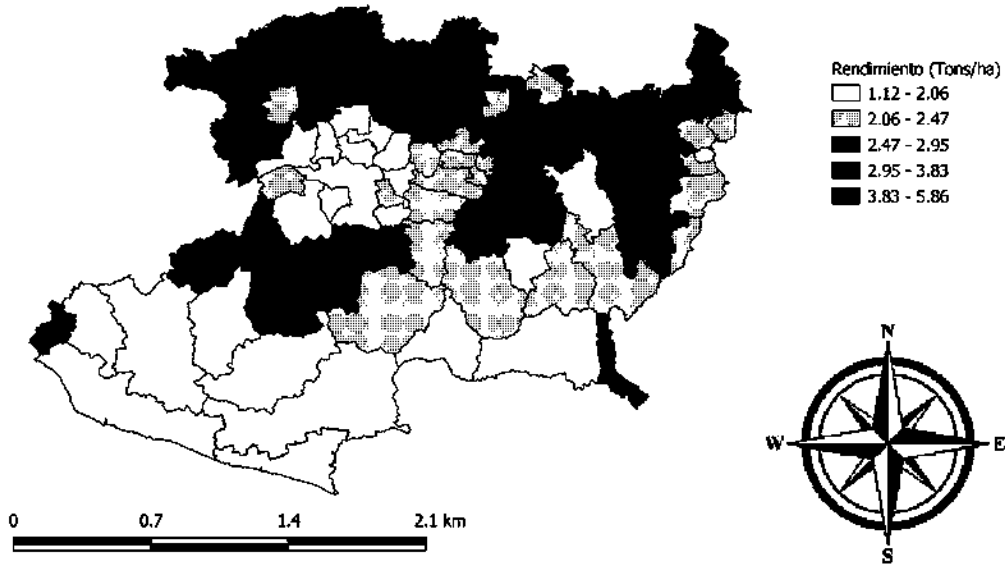 Rendimiento (Tons/ha)
1.12 - 2.06
2.06 - 2.47
2.47 - 2.95
2.95 - 3.83
3.83 - 5.86
N
W
E
S
0 0.7 1.4 2.1 km